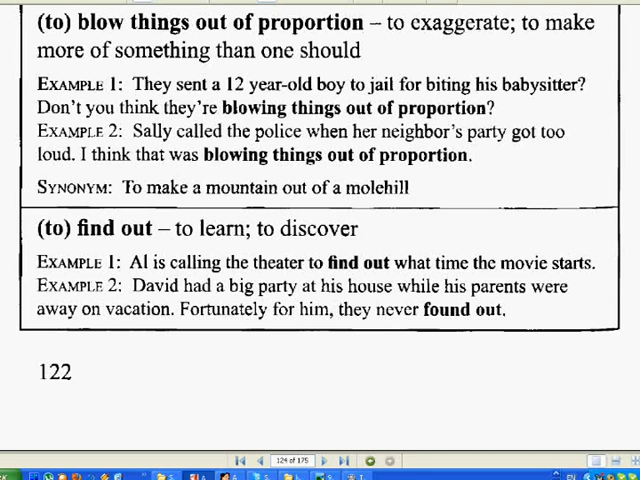 (to) blow things out of proportion – to exaggerate; to make
more of something than one should
EXAMPLE 1: They sent a 12 year-old boy to jail for biting his babysitter?
Don't you think they're blowing things out of proportion?
EXAMPLE 2: Sally called the police when her neighbor's party got too
loud. I think that was blowing things out of proportion.
SYNONYM: To make a mountain out of a molehill
(to) find out – to learn; to discover
EXAMPLE 1: Al is calling the theater to find out what time the movie starts.
EXAMPLE 2: David had a big party at his house while his parents were
away on vacation. Fortunately for him, they never found out.
122
124 of 175
EN